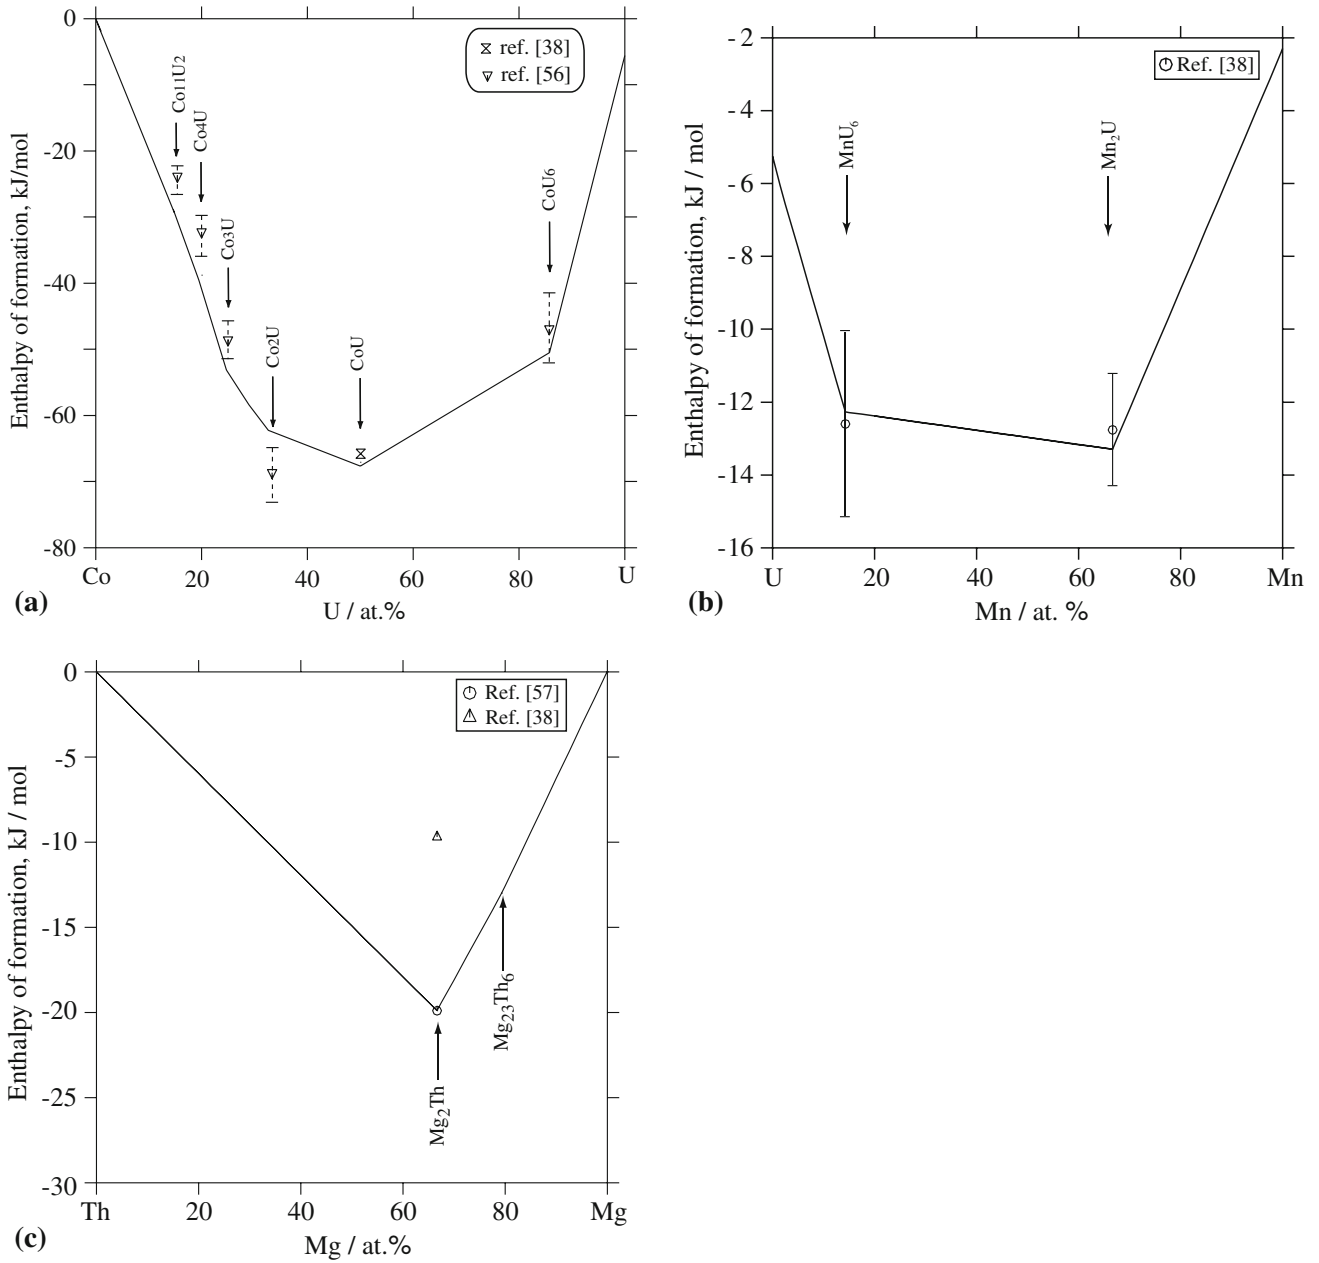 0
-20
-40
-60
-80
Enthalpy of formation, kJ/mol
ref. [38]
ref. [56]
Co11U2
Co4U
Co3U
Co2U
CoU
CoU6
Co 20 40 60 80 U
U / at.%
(a)
-2
-4
-6
-8
-10
-12
-14
-16
Enthalpy of formation, kJ / mol
Ref. [38]
MnU6
Mn2U
U 20 40 60 80 Mn
Mn / at. %
(b)
0
-5
-10
-15
-20
-25
-30
Enthalpy of formation, kJ / mol
Ref. [57]
Ref. [38]
Mg2Th
Mg23Th6
Th 20 40 60 80 Mg
Mg / at.%
(c)